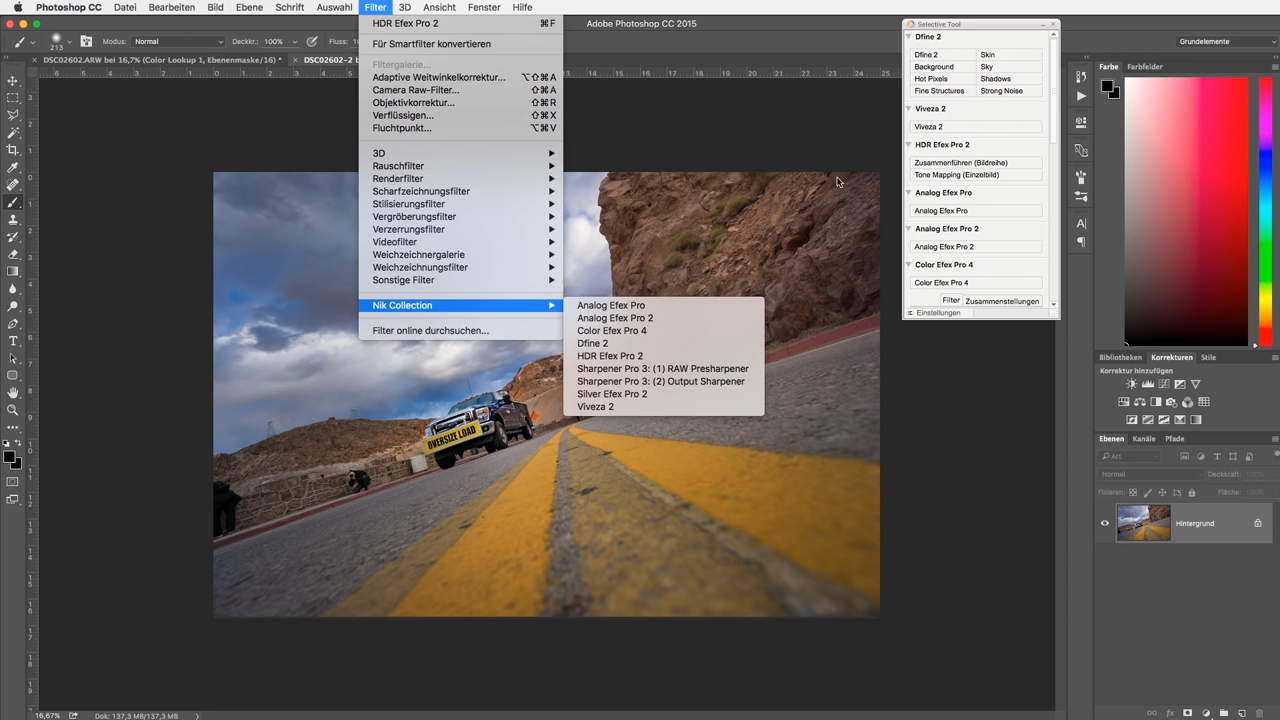 Photoshop CC Datei Bearbeiten Bild Ebene Schrift Auswahl Filter 3D Ansicht Fenster Hilfe
Adobe Photoshop CC 2015
213 Modus: Normal Deckkr.: 100% Fluss: Grundelemente
DSC02602.ARW bei 16,7% (Color Lookup 1, Ebenenmaske/16) * DSC02602-2 b
HDR Efex Pro 2 ⌘F
Für Smartfilter konvertieren
Filtergalerie...
Adaptive Weitwinkelkorrektur... ⌥⇧⌘A
Camera Raw-Filter... ⇧⌘A
Objektivkorrektur... ⇧⌘R
Verflüssigen... ⇧⌘X
Fluchtpunkt... ⌥⌘V
3D
Rauschfilter
Renderfilter
Scharfzeichnungsfilter
Stilisierungsfilter
Vergröberungsfilter
Verzerrungsfilter
Videofilter
Weichzeichnergalerie
Weichzeichnungsfilter
Sonstige Filter
Nik Collection
Filter online durchsuchen...
Analog Efex Pro
Analog Efex Pro 2
Color Efex Pro 4
Dfine 2
HDR Efex Pro 2
Sharpener Pro 3: (1) RAW Presharpener
Sharpener Pro 3: (2) Output Sharpener
Silver Efex Pro 2
Viveza 2
OVERSIZE LOAD
Selective Tool
Dfine 2
Dfine 2 Skin
Background Sky
Hot Pixels Shadows
Fine Structures Strong Noise
Viveza 2
Viveza 2
HDR Efex Pro 2
Zusammenführen (Bildreihe)
Tone Mapping (Einzelbild)
Analog Efex Pro
Analog Efex Pro
Analog Efex Pro 2
Analog Efex Pro 2
Color Efex Pro 4
Color Efex Pro 4
Filter Zusammenstellungen
Einstellungen
Farbe Farbfelder
Bibliotheken Korrekturen Stile
Korrektur hinzufügen
Ebenen Kanäle Pfade
Art
Normal Deckkraft: 100%
Fixieren: Fläche:
Hintergrund
16,67% Dok: 137,3 MB/137,3 MB